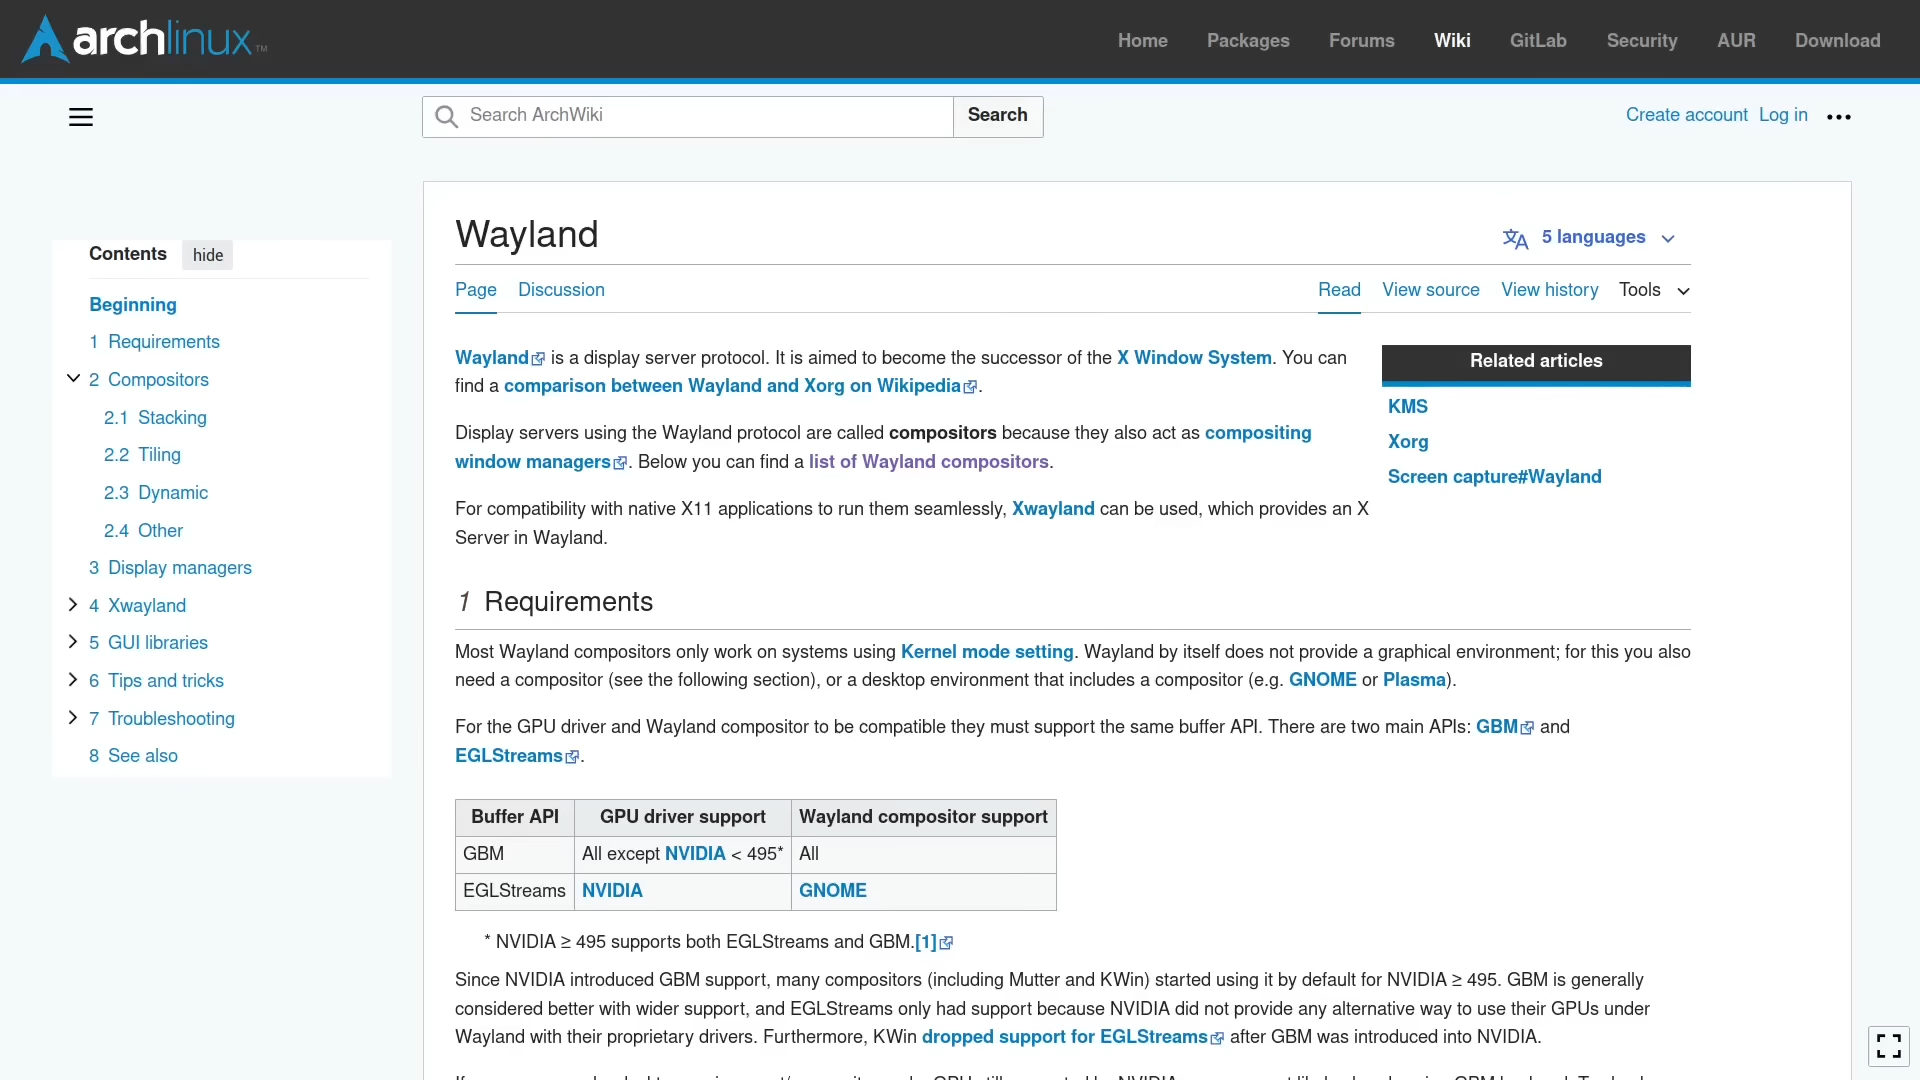 archlinux™
Home Packages Forums Wiki GitLab Security AUR Download
Search ArchWiki Search
Create account Log in
Contents hide
Beginning
1 Requirements
2 Compositors
2.1 Stacking
2.2 Tiling
2.3 Dynamic
2.4 Other
3 Display managers
4 Xwayland
5 GUI libraries
6 Tips and tricks
7 Troubleshooting
8 See also
Wayland
5 languages
Page Discussion
Read View source View history Tools
Wayland is a display server protocol. It is aimed to become the successor of the X Window System. You can
find a comparison between Wayland and Xorg on Wikipedia.
Display servers using the Wayland protocol are called compositors because they also act as compositing
window managers. Below you can find a list of Wayland compositors.
For compatibility with native X11 applications to run them seamlessly, Xwayland can be used, which provides an X
Server in Wayland.
Related articles
KMS
Xorg
Screen capture#Wayland
1 Requirements
Most Wayland compositors only work on systems using Kernel mode setting. Wayland by itself does not provide a graphical environment; for this you also
need a compositor (see the following section), or a desktop environment that includes a compositor (e.g. GNOME or Plasma).
For the GPU driver and Wayland compositor to be compatible they must support the same buffer API. There are two main APIs: GBM and
EGLStreams.
Buffer API GPU driver support Wayland compositor support
GBM All except NVIDIA < 495* All
EGLStreams NVIDIA GNOME
* NVIDIA ≥ 495 supports both EGLStreams and GBM.[1]
Since NVIDIA introduced GBM support, many compositors (including Mutter and KWin) started using it by default for NVIDIA ≥ 495. GBM is generally
considered better with wider support, and EGLStreams only had support because NVIDIA did not provide any alternative way to use their GPUs under
Wayland with their proprietary drivers. Furthermore, KWin dropped support for EGLStreams after GBM was introduced into NVIDIA.